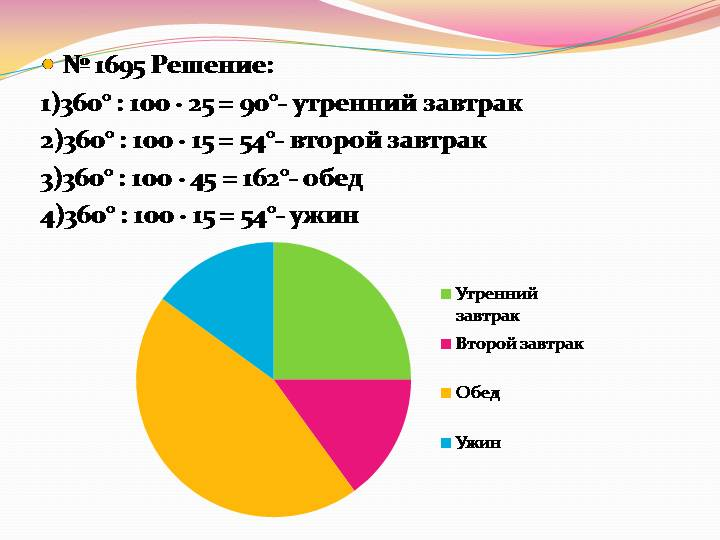 № 1695 Решение:
1)360° : 100 · 25 = 90°- утренний завтрак
2)360° : 100 · 15 = 54°- второй завтрак
3)360° : 100 · 45 = 162°- обед
4)360° : 100 · 15 = 54°- ужин
Утренний
завтрак
Второй завтрак
Обед
Ужин